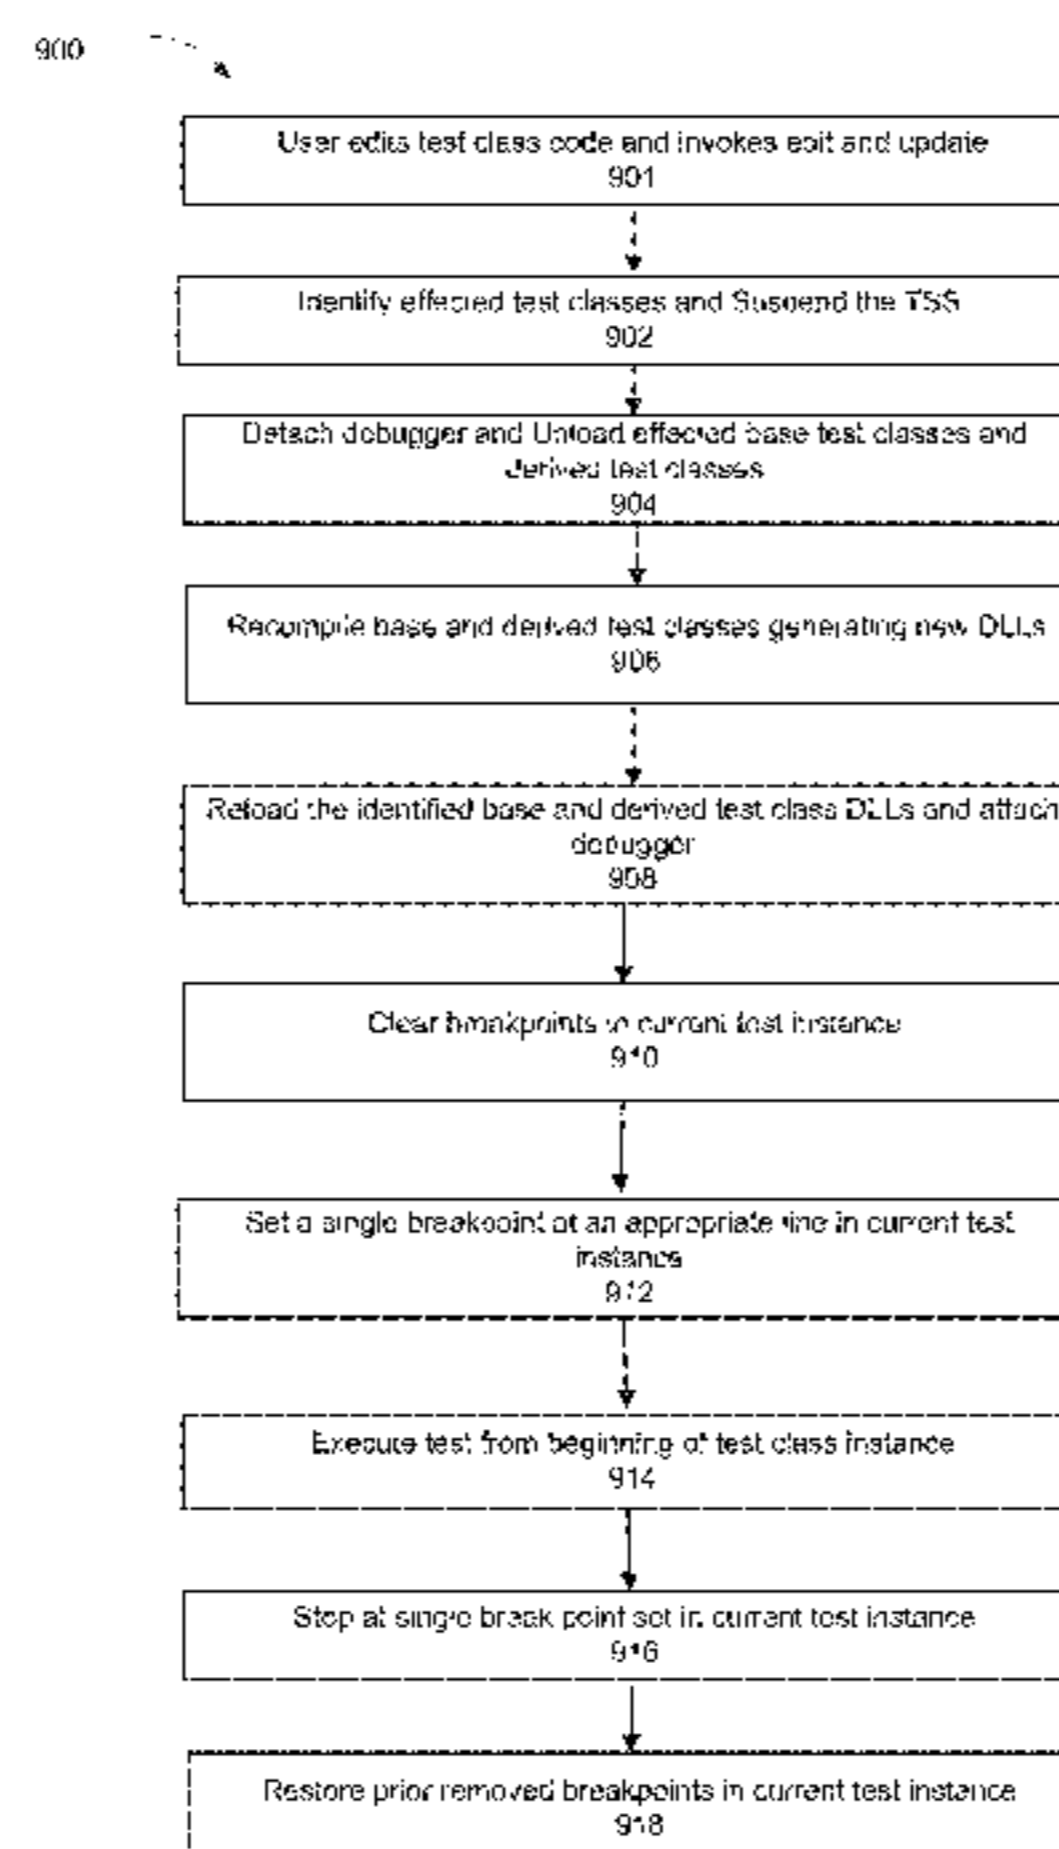 900
User edits test class code and invokes edit and update
901
Identify effected test classes and Suspend the TSS
902
Detach debugger and Unload effected base test classes and
derived test classes
904
Recompile base and derived test classes generating new DLLs
906
Reload the identified base and derived test class DLLs and attach
debugger
908
Clear breakpoints in current test instance
910
Set a single breakpoint at an appropriate line in current test
instance
912
Execute test from beginning of test class instance
914
Stop at single break point set in current test instance
916
Restore prior removed breakpoints in current test instance
918